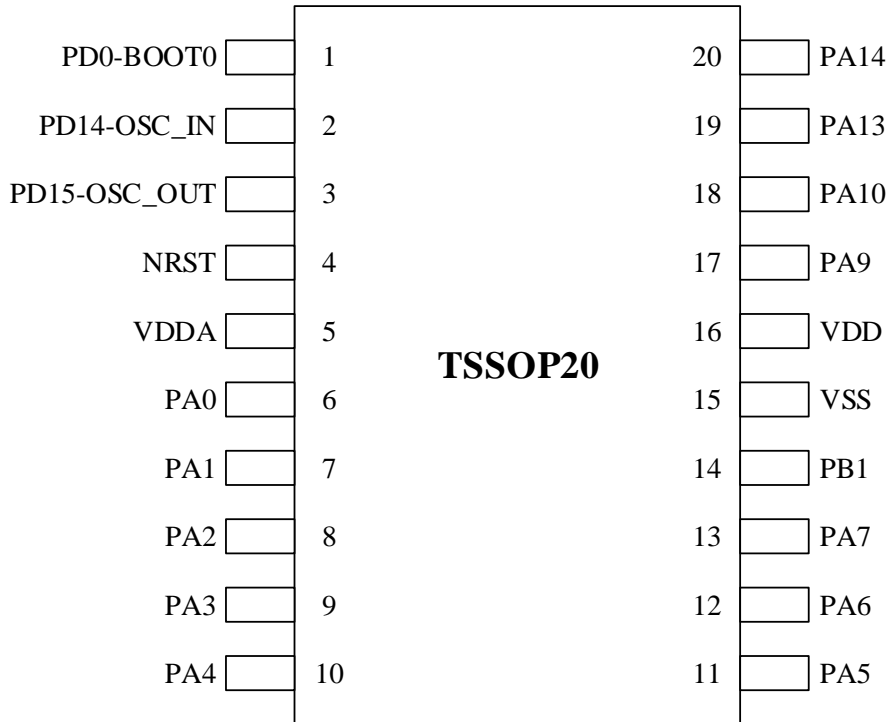 PD0-BOOT0 1 20 PA14
PD14-OSC_IN 2 19 PA13
PD15-OSC_OUT 3 18 PA10
NRST 4 17 PA9
VDDA 5 16 VDD
TSSOP20
PA0 6 15 VSS
PA1 7 14 PB1
PA2 8 13 PA7
PA3 9 12 PA6
PA4 10 11 PA5